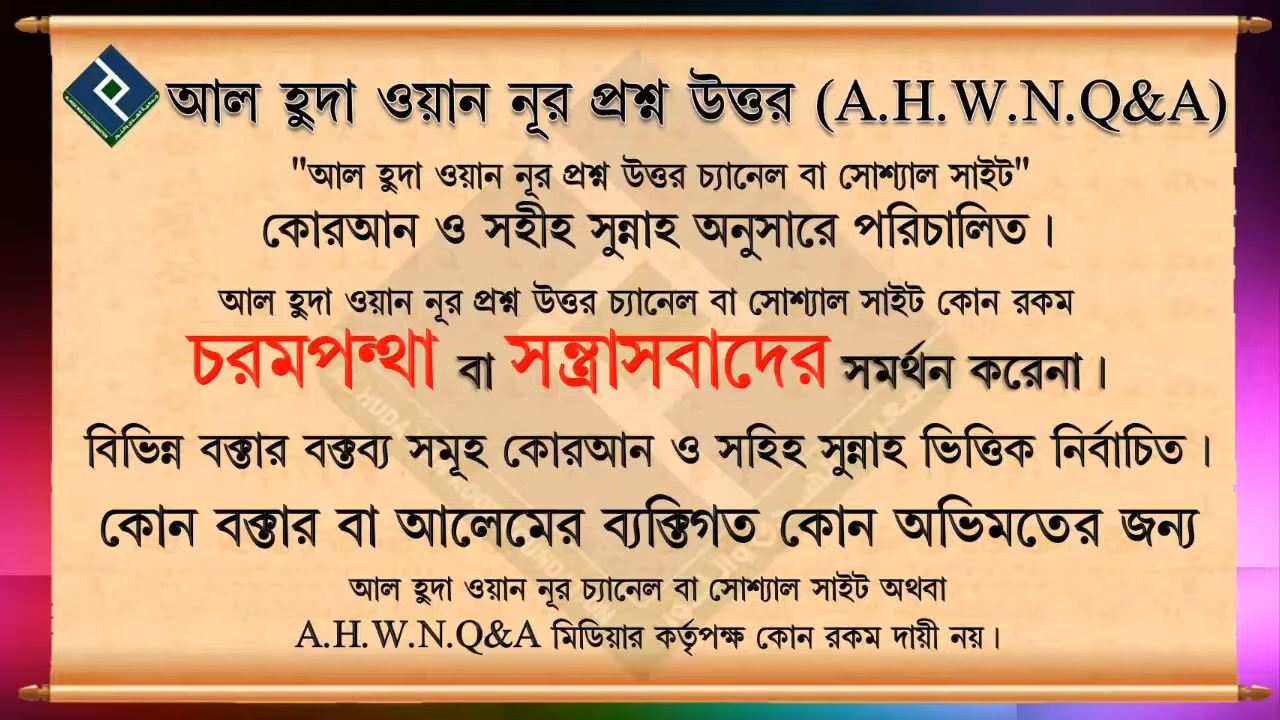 আল হুদা ওয়ান নূর প্রশ্ন উত্তর (A.H.W.N.Q&A)
"আল হুদা ওয়ান নূর প্রশ্ন উত্তর চ্যানেল বা সোশ্যাল সাইট"
কোরআন ও সহীহ সুন্নাহ অনুসারে পরিচালিত।
আল হুদা ওয়ান নূর প্রশ্ন উত্তর চ্যানেল বা সোশ্যাল সাইট কোন রকম
চরমপন্থা বা সন্ত্রাসবাদের সমর্থন করেনা।
বিভিন্ন বক্তার বক্তব্য সমূহ কোরআন ও সহিহ সুন্নাহ ভিত্তিক নির্বাচিত।
কোন বক্তার বা আলেমের ব্যক্তিগত কোন অভিমতের জন্য
আল হুদা ওয়ান নূর চ্যানেল বা সোশ্যাল সাইট অথবা
A.H.W.N.Q&A মিডিয়ার কর্তৃপক্ষ কোন রকম দায়ী নয়।